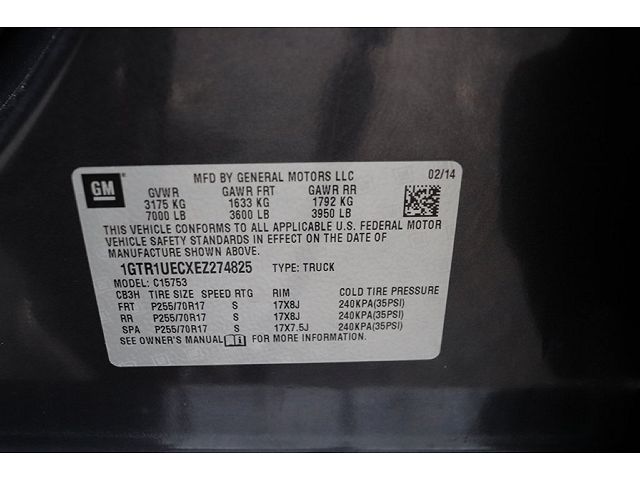 MFD BY GENERAL MOTORS LLC 02/14
GM
GVWR GAWR FRT GAWR RR
3175 KG 1633 KG 1792 KG
7000 LB 3600 LB 3950 LB
THIS VEHICLE CONFORMS TO ALL APPLICABLE U.S. FEDERAL MOTOR
VEHICLE SAFETY STANDARDS IN EFFECT ON THE DATE OF
MANUFACTURE SHOWN ABOVE.
1GTR1UECXEZ274825 TYPE: TRUCK
MODEL: C15753
CB3H TIRE SIZE SPEED RTG RIM COLD TIRE PRESSURE
FRT P255/70R17 S 17X8J 240KPA(35PSI)
RR P255/70R17 S 17X8J 240KPA(35PSI)
SPA P255/70R17 S 17X7.5J 240KPA(35PSI)
SEE OWNER'S MANUAL FOR MORE INFORMATION.